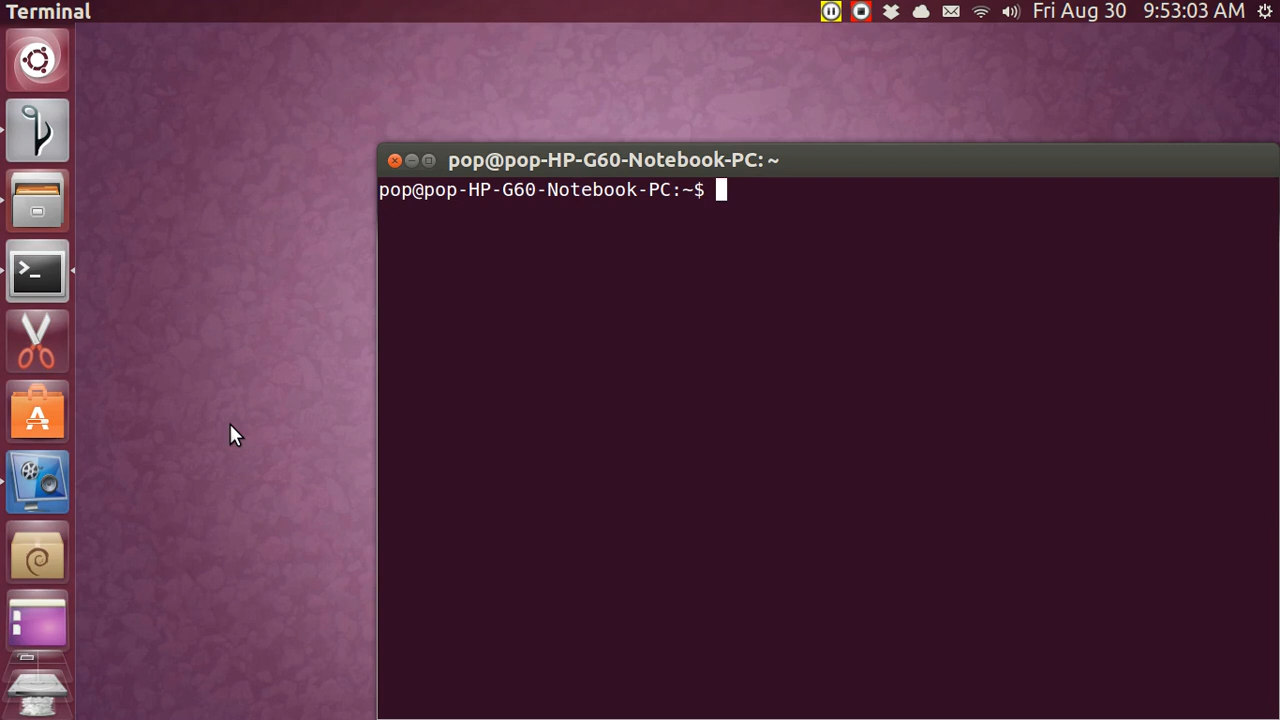 Terminal
Fri Aug 30 9:53:03 AM
pop@pop-HP-G60-Notebook-PC: ~
pop@pop-HP-G60-Notebook-PC:~$